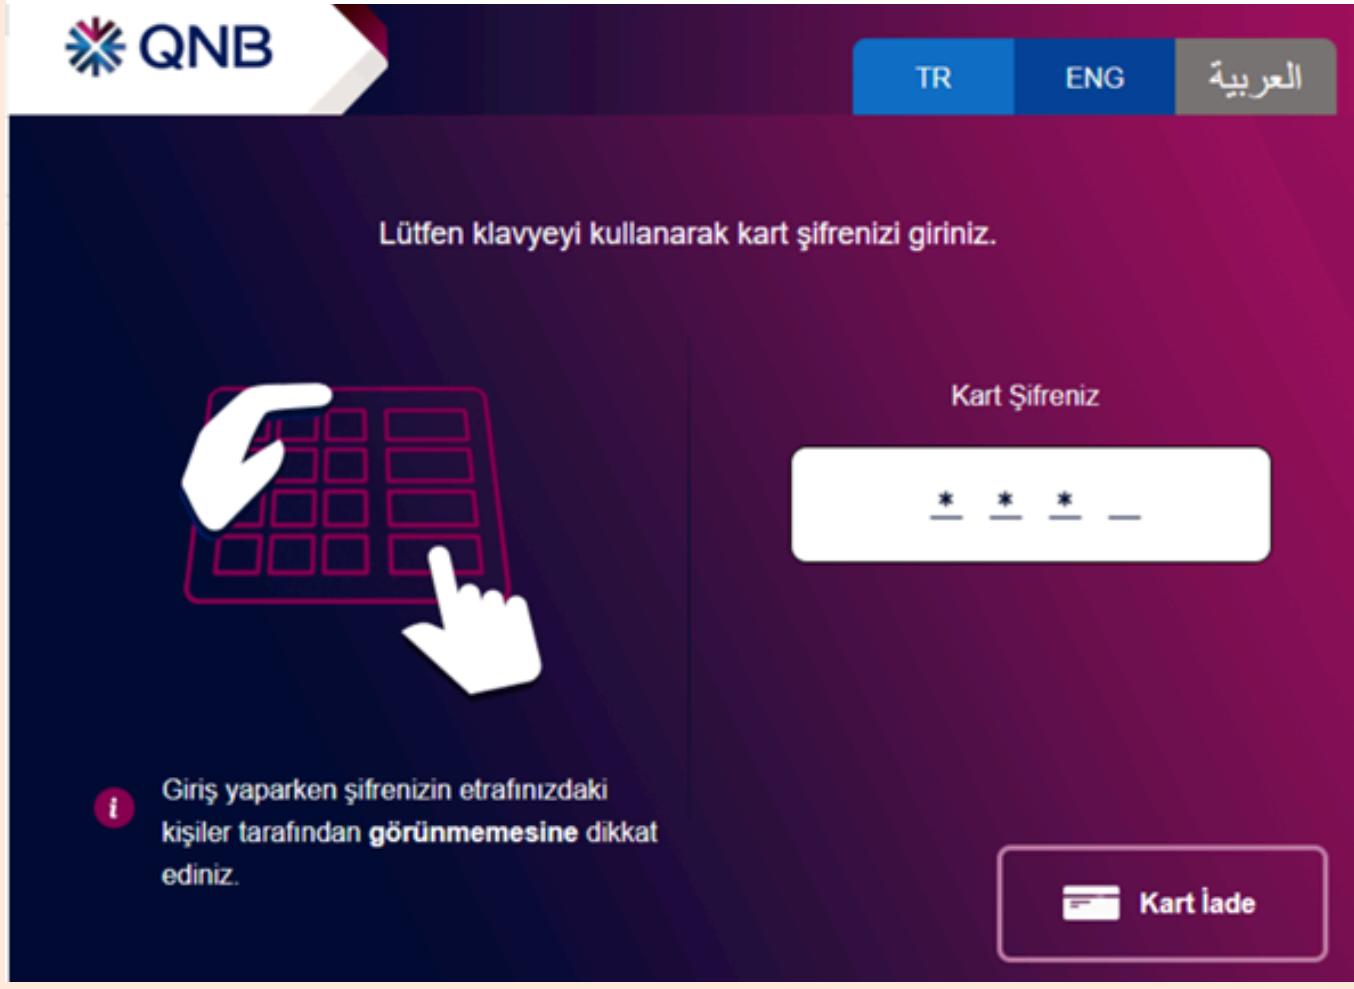 QNB
TR ENG العربية
Lütfen klavyeyi kullanarak kart şifrenizi giriniz.
Kart Şifreniz
* * * _
Giriş yaparken şifrenizin etrafınızdaki
kişiler tarafından görünmemesine dikkat
ediniz.
Kart İade